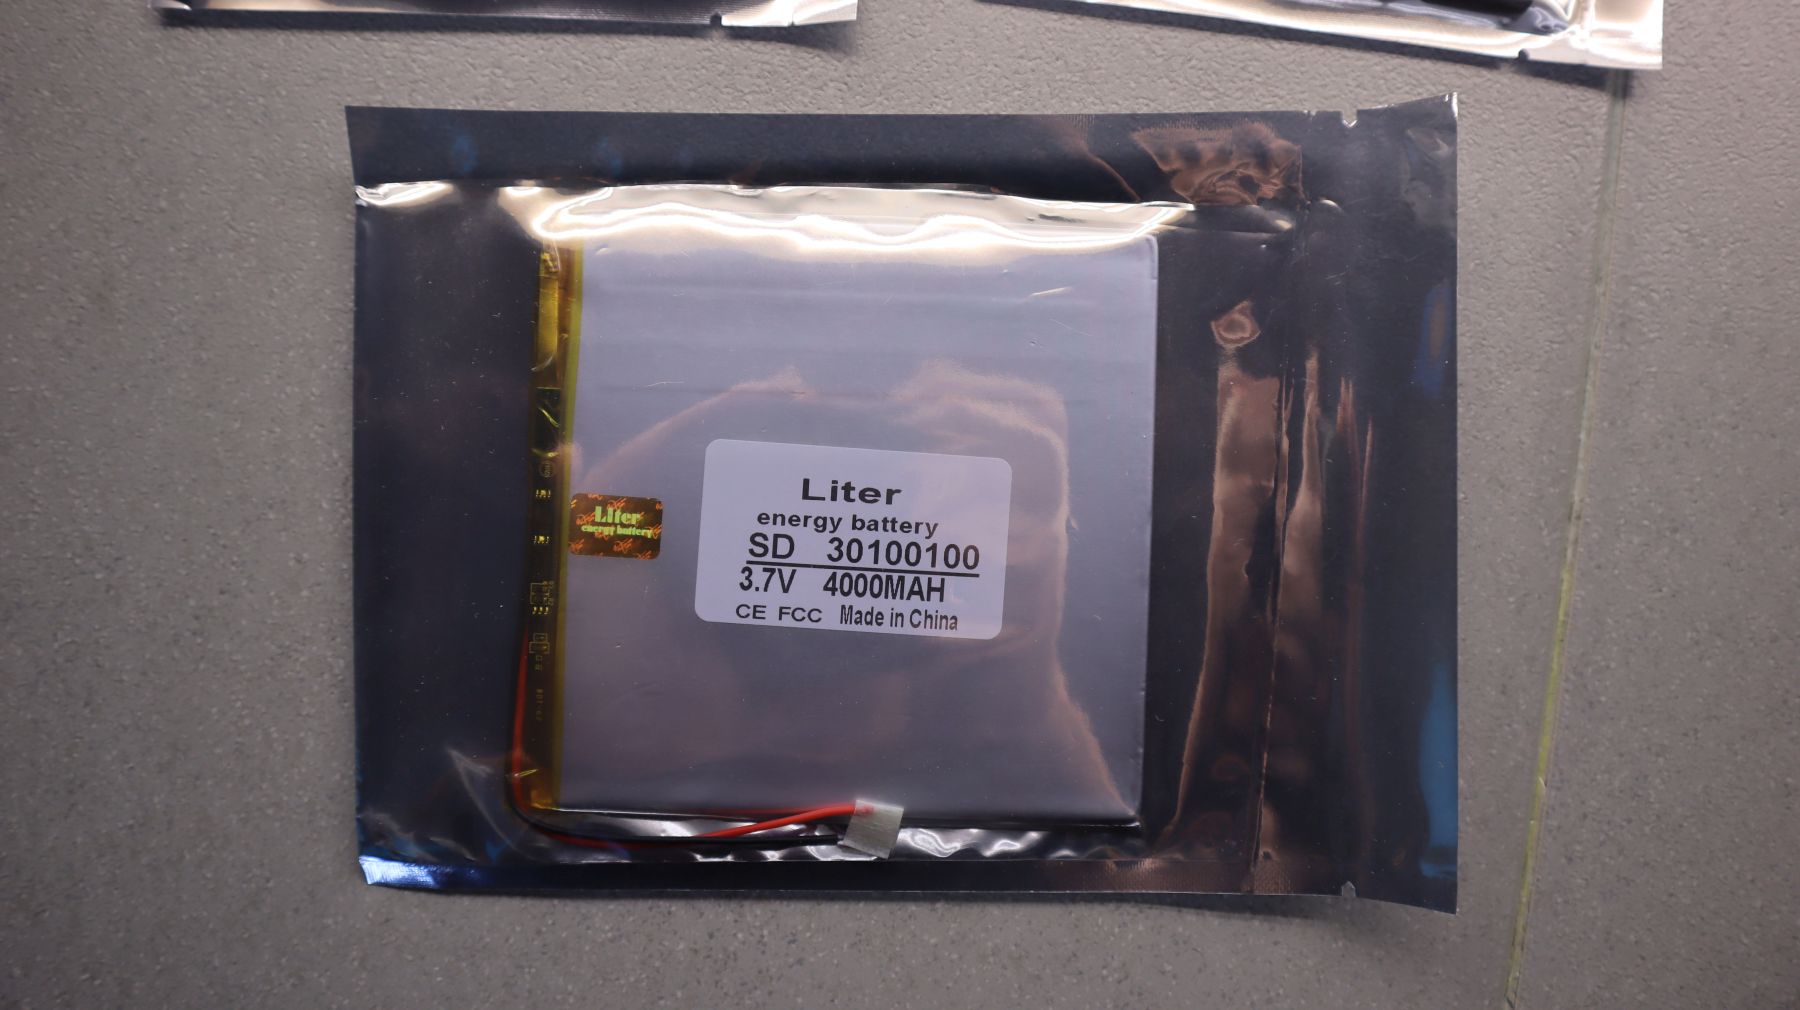 Liter
energy battery
SD 30100100
3.7V 4000MAH
CE FCC Made in China
LIter
energy battery